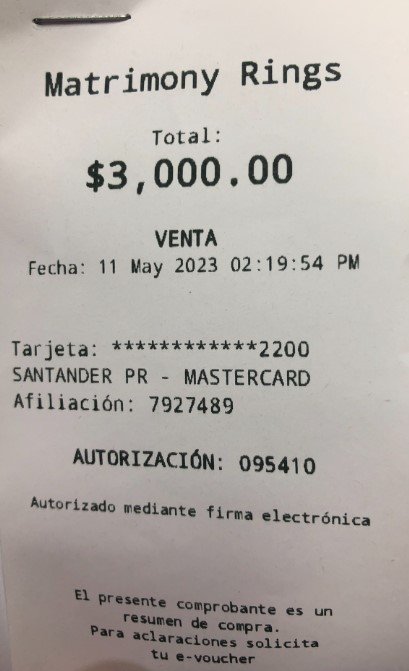 Matrimony Rings
Total:
$3,000.00
VENTA
Fecha: 11 May 2023 02:19:54 PM
Tarjeta: ************2200
SANTANDER PR - MASTERCARD
Afiliación: 7927489
AUTORIZACIÓN: 095410
Autorizado mediante firma electrónica
El presente comprobante es un
resumen de compra.
Para aclaraciones solicita
tu e-voucher